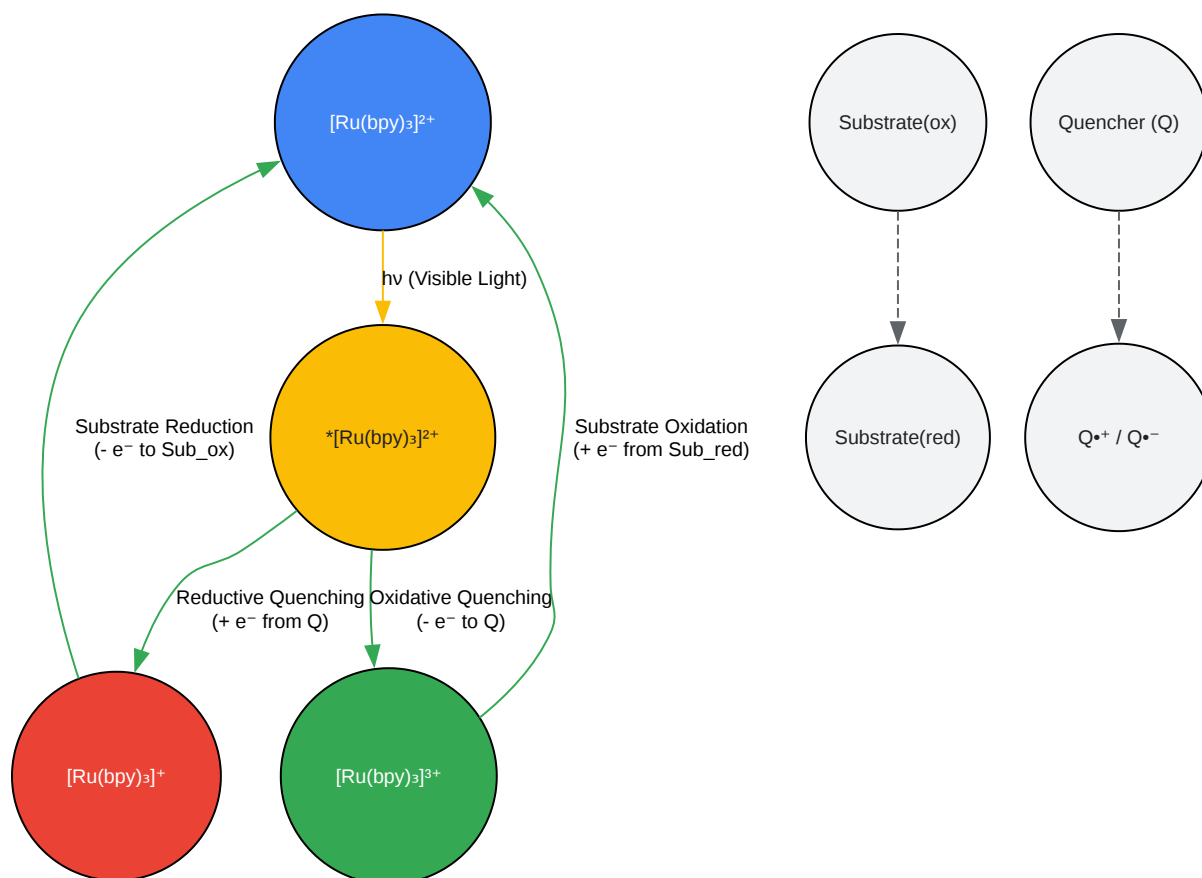 [Ru(bpy)₃]²⁺
Substrate(ox)
Quencher (Q)
hν (Visible Light)
Substrate Reduction
(- e⁻ to Sub_ox)
*[Ru(bpy)₃]²⁺
Substrate Oxidation
(+ e⁻ from Sub_red)
Substrate(red)
Q•⁺ / Q•⁻
Reductive Quenching
(+ e⁻ from Q)
Oxidative Quenching
(- e⁻ to Q)
[Ru(bpy)₃]⁺
[Ru(bpy)₃]³⁺